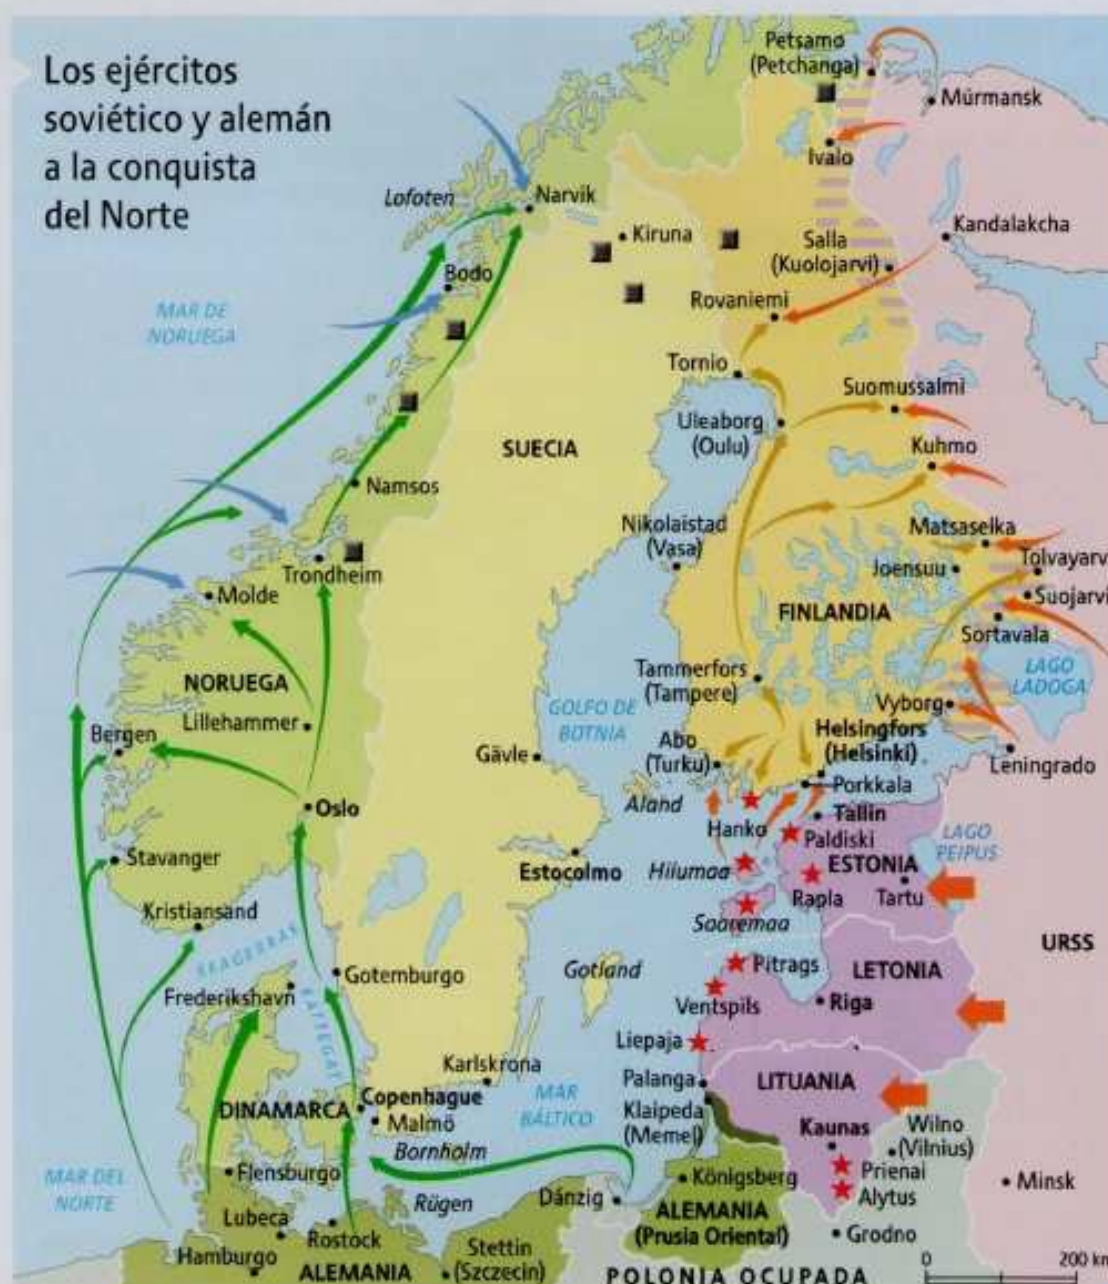 Los ejércitos
soviético y alemán
a la conquista
del Norte
Petsamo
(Petchanga)
Múrmansk
Ivalo
Lofoten
Narvik
Kiruna
Salla
(Kuolojarvi)
Kandalakcha
Bodo
MAR DE
NORUEGA
Rovaniemi
Tornio
Suomussalmi
Uleaborg
(Oulu)
SUECIA
Kuhmo
Namsos
Nikolaistad
(Vasa)
Matsaselka
Trondheim
Joensuu
Tolvayarv
Molde
Suojarvi
FINLANDIA
Sortavala
NORUEGA
Tammerfors
(Tampere)
LAGO
LADOGA
Lillehammer
GOLFO DE
BOTNIA
Vyborg
Bergen
Gävle
Abo
(Turku)
Helsingfors
(Helsinki)
Leningrado
Oslo
Aland
Porkkala
Hanko
Tallin
Paldiski
LAGO
PEIPUS
Stavanger
Estocolmo
Hiiumaa
ESTONIA
Rapla
Tartu
Kristiansand
Saaremaa
URSS
SKAGERRAK
Gotemburgo
Gotland
Pitrags
LETONIA
Frederikshavn
KATTEGAT
Ventspils
Riga
Liepaja
Karlskrona
Palanga
LITUANIA
DINAMARCA
Copenhague
Malmö
MAR
BÁLTICO
Klaipeda
(Memel)
Kaunas
Wilno
(Vilnius)
Bornholm
MAR DEL
NORTE
Flensburgo
Königsberg
Prienai
Minsk
Rügen
Dánzig
Alytus
Lubeca
Rostock
ALEMANIA
(Prusia Oriental)
Grodno
Hamburgo
Stettin
(Szczecin)
ALEMANIA
POLONIA OCUPADA
0
200 km